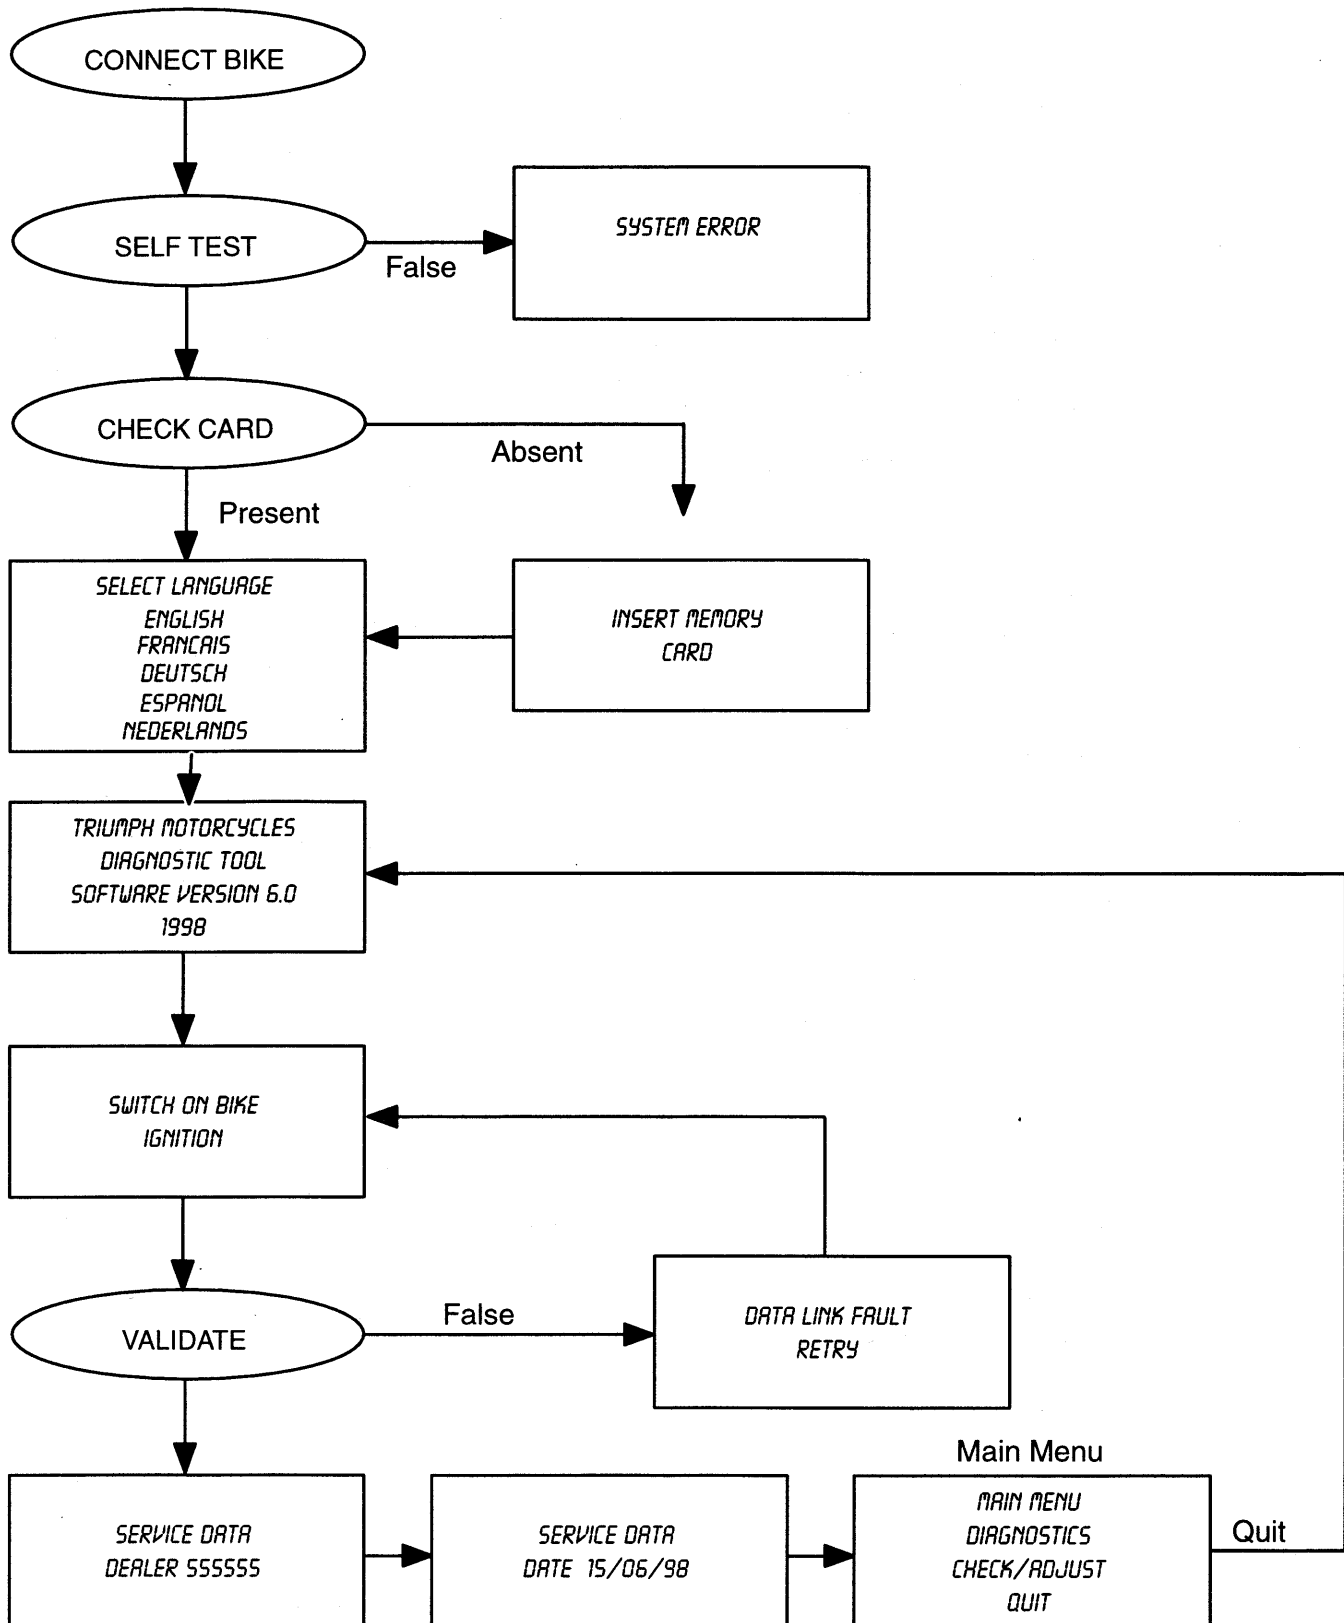 CONNECT BIKE
SELF TEST
False
SYSTEM ERROR
CHECK CARD
Absent
Present
SELECT LANGUAGE
ENGLISH
FRANCAIS
DEUTSCH
ESPANOL
NEDERLANDS
INSERT MEMORY
CARD
TRIUMPH MOTORCYCLES
DIAGNOSTIC TOOL
SOFTWARE VERSION 6.0
1998
SWITCH ON BIKE
IGNITION
VALIDATE
False
DATA LINK FAULT
RETRY
SERVICE DATA
DEALER 555555
SERVICE DATA
DATE 15/06/98
Main Menu
MAIN MENU
DIAGNOSTICS
CHECK/ADJUST
QUIT
Quit